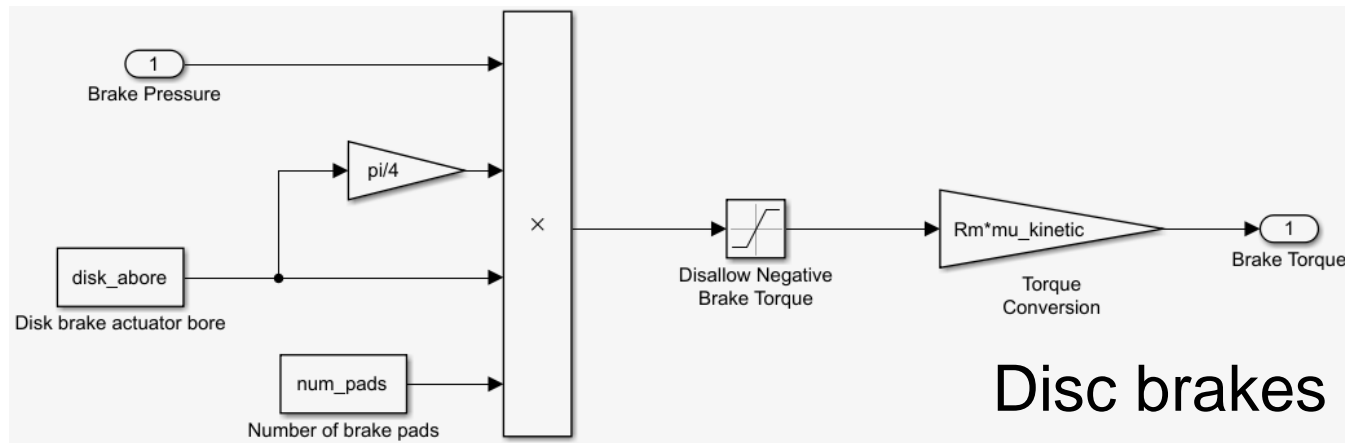 1
Brake Pressure
pi/4
disk_abore
Disk brake actuator bore
num_pads
Number of brake pads
×
Disallow Negative
Brake Torque
Rm*mu_kinetic
Torque
Conversion
1
Brake Torque
Disc brakes